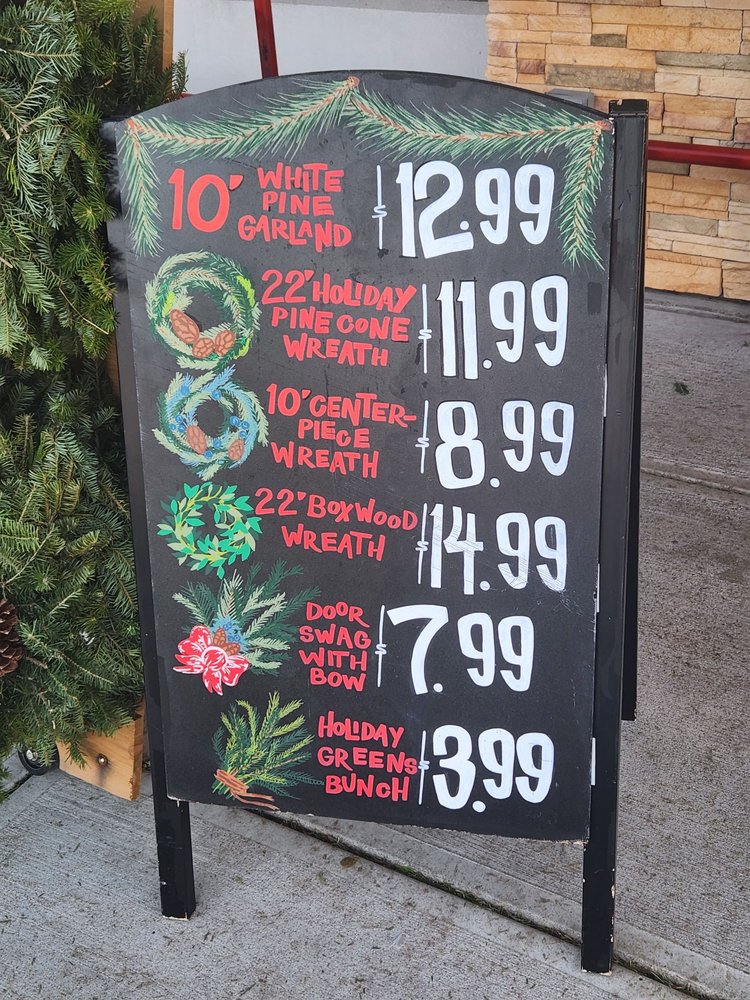 10' WHITE
PINE
GARLAND
$12.99
22' HOLIDAY
PINE CONE
WREATH
$11.99
10' CENTER-
PIECE
WREATH
$8.99
22' BOXWOOD
WREATH
$14.99
DOOR
SWAG
WITH
BOW
$7.99
HOLIDAY
GREENS
BUNCH
$3.99